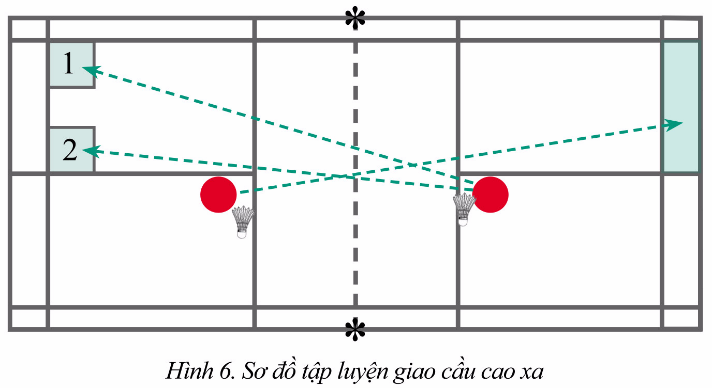 1
2
Hình 6. Sơ đồ tập luyện giao cầu cao xa